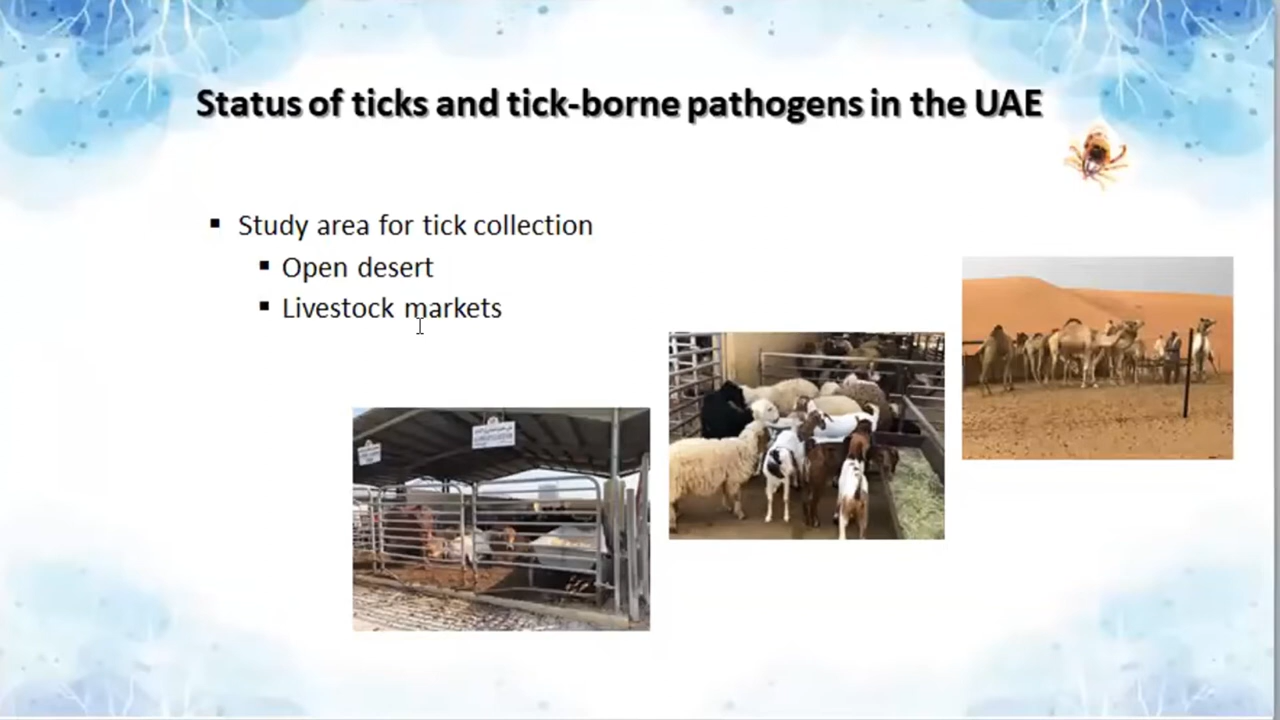 Status of ticks and tick-borne pathogens in the UAE
▪ Study area for tick collection
▪ Open desert
▪ Livestock markets